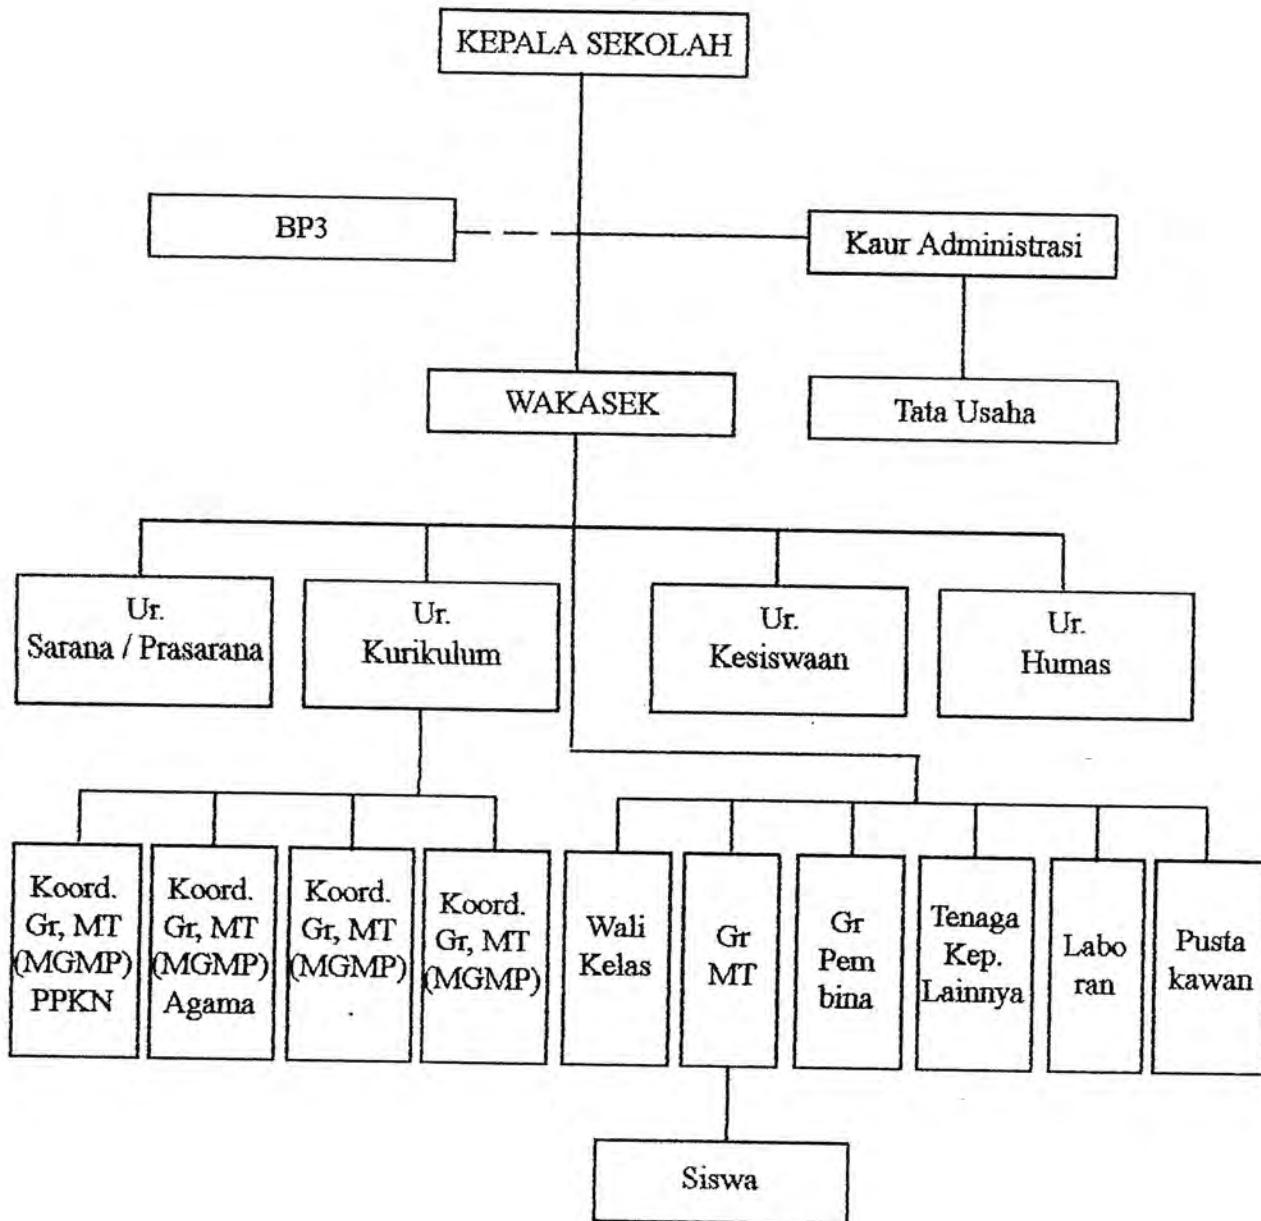 KEPALA SEKOLAH
BP3
Kaur Administrasi
WAKASEK
Tata Usaha
Ur.
Sarana / Prasarana
Ur.
Kurikulum
Ur.
Kesiswaan
Ur.
Humas
Koord.
Gr, MT
(MGMP)
PPKN
Koord.
Gr, MT
(MGMP)
Agama
Koord.
Gr, MT
(MGMP)
.
Koord.
Gr, MT
(MGMP)
Wali
Kelas
Gr
MT
Gr
Pem
bina
Tenaga
Kep.
Lainnya
Labo
ran
Pusta
kawan
Siswa